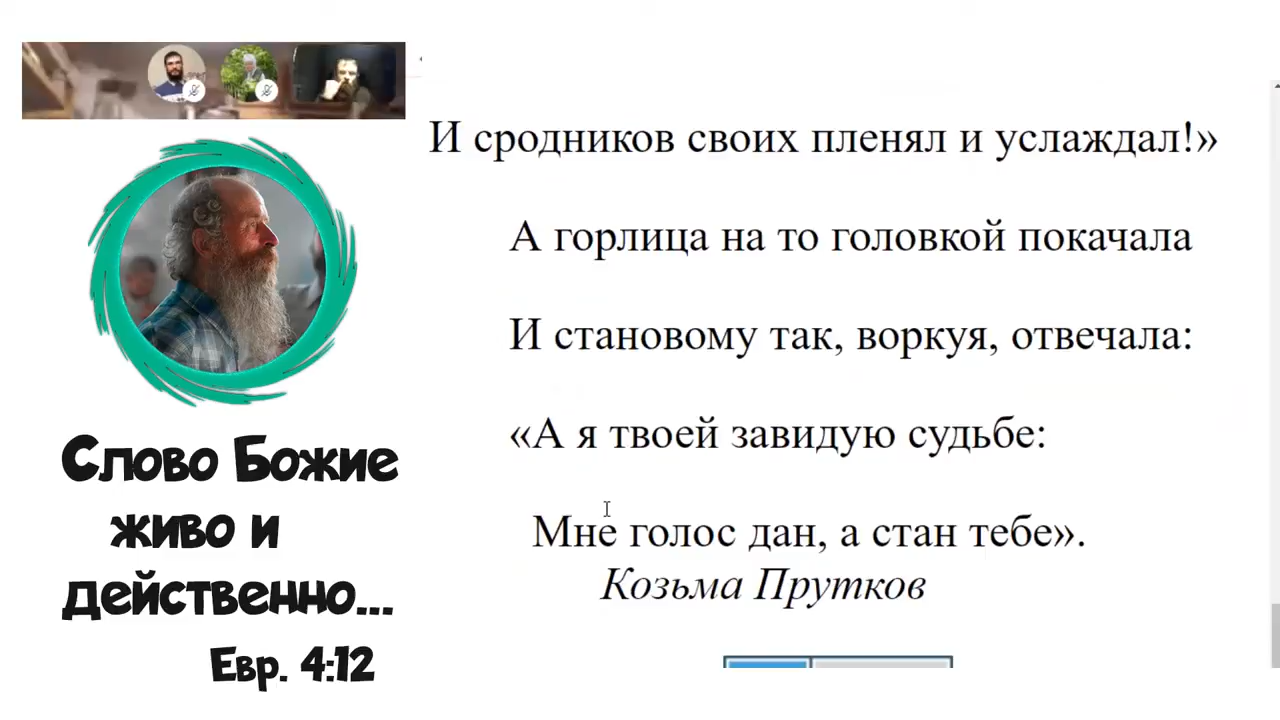 И сродников своих пленял и услаждал!»
А горлица на то головкой покачала
И становому так, воркуя, отвечала:
«А я твоей завидую судьбе:
Мне голос дан, а стан тебе».
Козьма Прутков
Слово Божие
живо и
действенно...
Евр. 4:12